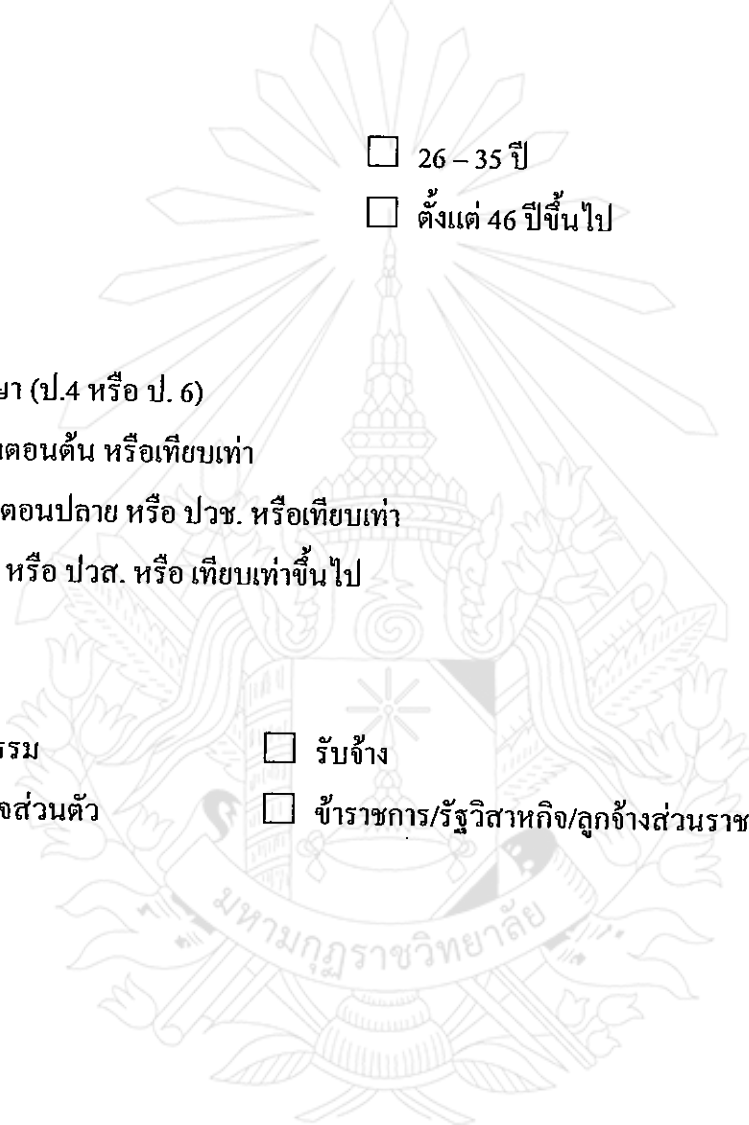 ☐ 26 – 35 ปี
☐ ตั้งแต่ 46 ปีขึ้นไป
ษา (ป.4 หรือ ป. 6)
ตอนต้น หรือเทียบเท่า
ตอนปลาย หรือ ปวช. หรือเทียบเท่า
หรือ ปวส. หรือ เทียบเท่าขึ้นไป
รรม ☐ รับจ้าง
จส่วนตัว ☐ ข้าราชการ/รัฐวิสาหกิจ/ลูกจ้างส่วนราช
มหามกุฏราชวิทยาลัย